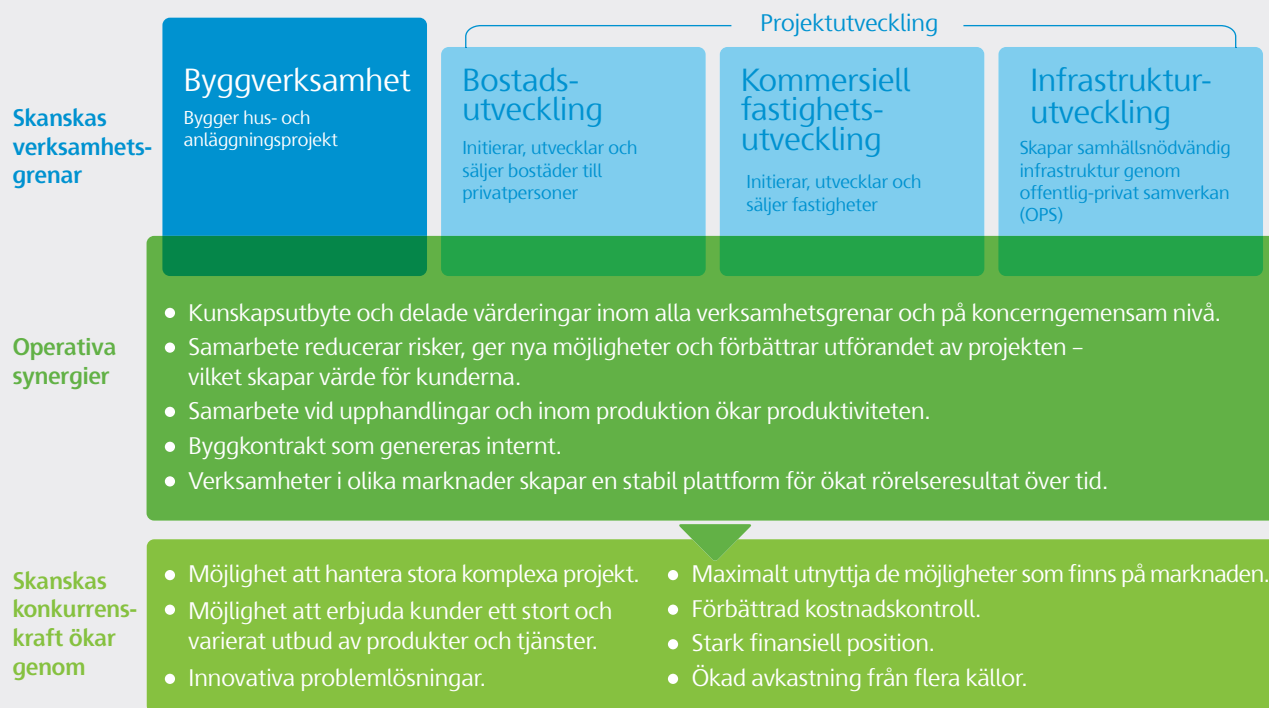 Projektutveckling
Skanskas
verksamhets-
grenar
Byggverksamhet
Bygger hus- och
anläggningsprojekt
Bostads-
utveckling
Initierar, utvecklar och
säljer bostäder till
privatpersoner
Kommersiell
fastighets-
utveckling
Initierar, utvecklar och
säljer fastigheter
Infrastruktur-
utveckling
Skapar samhällsnödvändig
infrastruktur genom
offentlig-privat samverkan
(OPS)
Operativa
synergier
• Kunskapsutbyte och delade värderingar inom alla verksamhetsgrenar och på koncerngemensam nivå.
• Samarbete reducerar risker, ger nya möjligheter och förbättrar utförandet av projekten –
vilket skapar värde för kunderna.
• Samarbete vid upphandlingar och inom produktion ökar produktiviteten.
• Byggkontrakt som genereras internt.
• Verksamheter i olika marknader skapar en stabil plattform för ökat rörelseresultat över tid.
Skanskas
konkurrens-
kraft ökar
genom
• Möjlighet att hantera stora komplexa projekt.
• Möjlighet att erbjuda kunder ett stort och
varierat utbud av produkter och tjänster.
• Innovativa problemlösningar.
• Maximalt utnyttja de möjligheter som finns på marknaden.
• Förbättrad kostnadskontroll.
• Stark finansiell position.
• Ökad avkastning från flera källor.